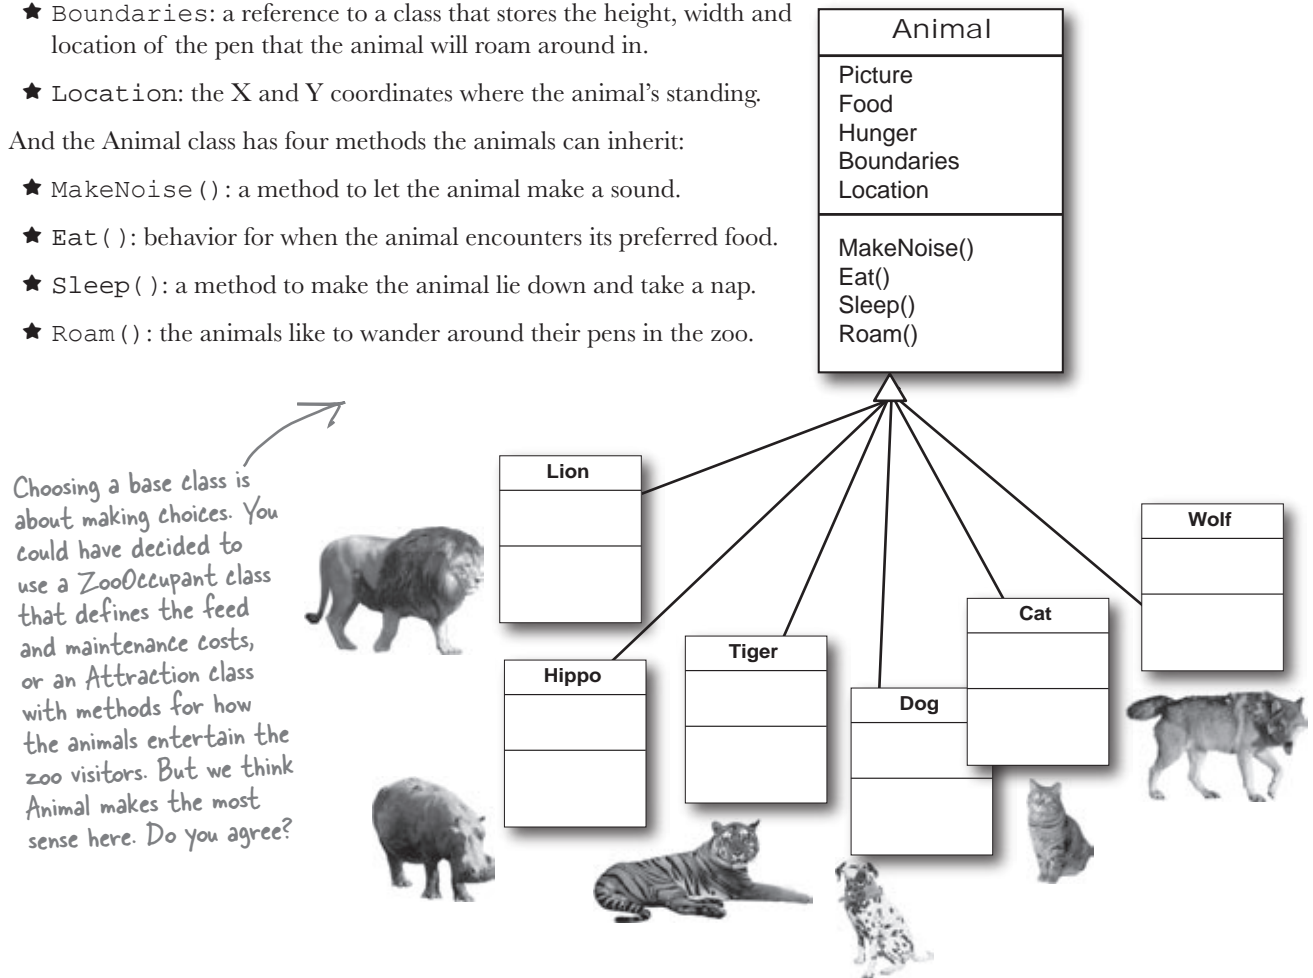 ★ Boundaries: a reference to a class that stores the height, width and
location of the pen that the animal will roam around in.
★ Location: the X and Y coordinates where the animal's standing.
And the Animal class has four methods the animals can inherit:
★ MakeNoise(): a method to let the animal make a sound.
★ Eat(): behavior for when the animal encounters its preferred food.
★ Sleep(): a method to make the animal lie down and take a nap.
★ Roam(): the animals like to wander around their pens in the zoo.
Animal
Picture
Food
Hunger
Boundaries
Location
MakeNoise()
Eat()
Sleep()
Roam()
Choosing a base class is
about making choices. You
could have decided to
use a ZooOccupant class
that defines the feed
and maintenance costs,
or an Attraction class
with methods for how
the animals entertain the
zoo visitors. But we think
Animal makes the most
sense here. Do you agree?
Lion
Hippo
Tiger
Dog
Cat
Wolf